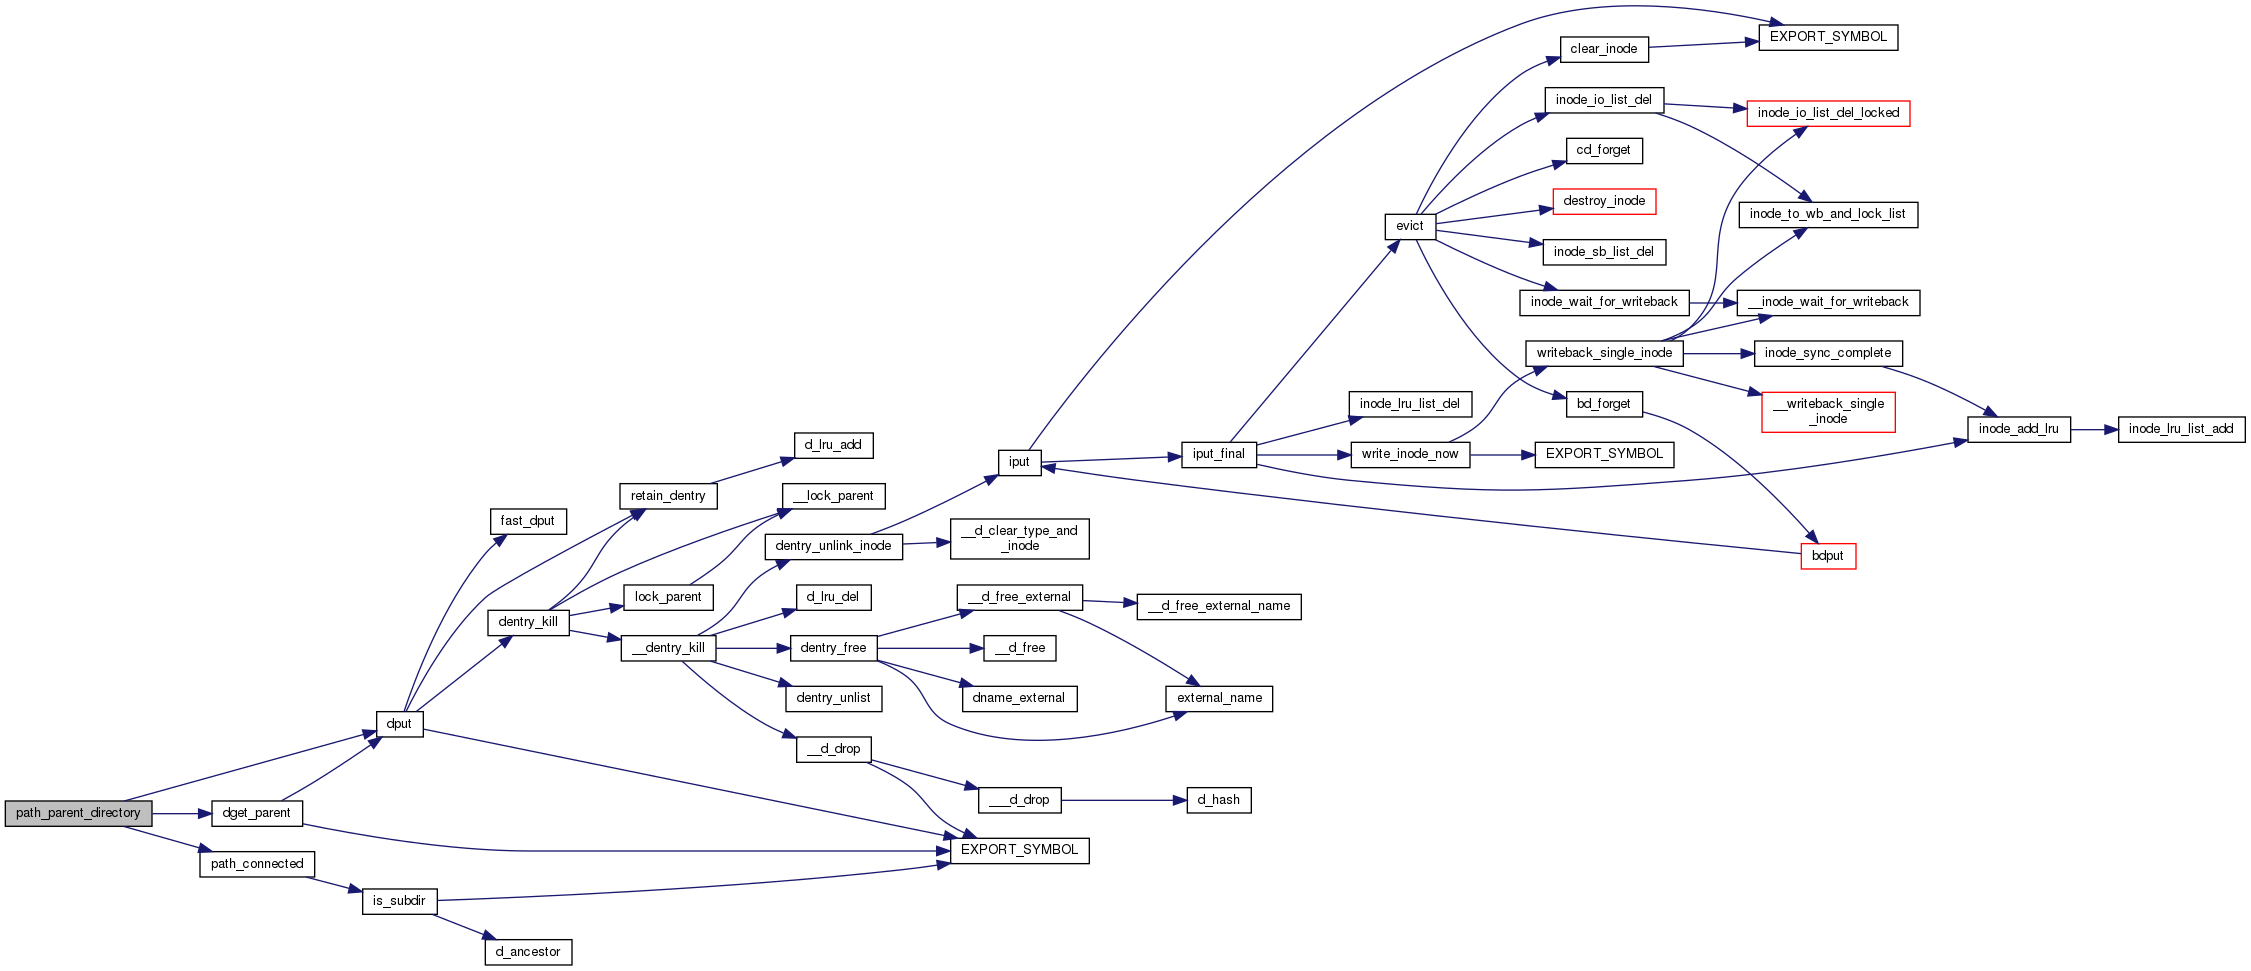 EXPORT_SYMBOL
clear_inode
inode_io_list_del
inode_io_list_del_locked
cd_forget
destroy_inode
inode_to_wb_and_lock_list
evict
inode_sb_list_del
inode_wait_for_writeback
__inode_wait_for_writeback
writeback_single_inode
inode_sync_complete
inode_lru_list_del
bd_forget
__writeback_single
_inode
inode_add_lru
inode_lru_list_add
d_lru_add
iput
iput_final
write_inode_now
EXPORT_SYMBOL
retain_dentry
__lock_parent
fast_dput
dentry_unlink_inode
__d_clear_type_and
_inode
bdput
lock_parent
d_lru_del
__d_free_external
__d_free_external_name
dentry_kill
__dentry_kill
dentry_free
__d_free
dentry_unlist
dname_external
external_name
dput
__d_drop
___d_drop
d_hash
path_parent_directory
dget_parent
EXPORT_SYMBOL
path_connected
is_subdir
d_ancestor